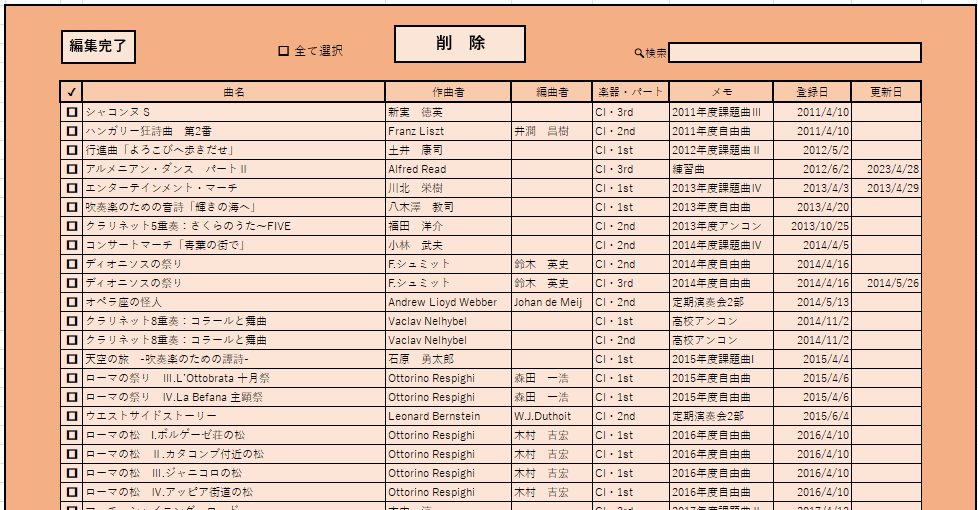 編集完了
全て選択
削　除
検索
✓ 曲名 作曲者 編曲者 楽器・パート メモ 登録日 更新日
シャコンヌ S 新実　徳英 Cl・3rd 2011年度課題曲Ⅲ 2011/4/10
ハンガリー狂詩曲　第2番 Franz Liszt 井澗　昌樹 Cl・2nd 2011年度自由曲 2011/4/10
行進曲「よろこびへ歩きだせ」 土井　康司 Cl・1st 2012年度課題曲Ⅱ 2012/5/2
アルメニアン・ダンス　パートⅡ Alfred Read Cl・3rd 練習曲 2012/6/2 2023/4/28
エンターテインメント・マーチ 川北　栄樹 Cl・1st 2013年度課題曲Ⅳ 2013/4/3 2013/4/29
吹奏楽のための音詩「輝きの海へ」 八木澤　教司 Cl・1st 2013年度自由曲 2013/4/20
クラリネット5重奏：さくらのうた～FIVE 福田　洋介 Cl・2nd 2013年度アンコン 2013/10/25
コンサートマーチ「青葉の街で」 小林　武夫 Cl・2nd 2014年度課題曲Ⅳ 2014/4/5
ディオニソスの祭り F.シュミット 鈴木　英史 Cl・2nd 2014年度自由曲 2014/4/16
ディオニソスの祭り F.シュミット 鈴木　英史 Cl・3rd 2014年度自由曲 2014/4/16 2014/5/26
オペラ座の怪人 Andrew Lioyd Webber Johan de Meij Cl・2nd 定期演奏会2部 2014/5/13
クラリネット8重奏：コラールと舞曲 Vaclav Nelhybel Cl・1st 高校アンコン 2014/11/2
クラリネット8重奏：コラールと舞曲 Vaclav Nelhybel Cl・2nd 高校アンコン 2014/11/2
天空の旅　-吹奏楽のための譚詩- 石原　勇太郎 Cl・1st 2015年度課題曲Ⅰ 2015/4/4
ローマの祭り　Ⅲ.L'Ottobrata 十月祭 Ottorino Respighi 森田　一浩 Cl・1st 2015年度自由曲 2015/4/6
ローマの祭り　Ⅳ.La Befana 主顕祭 Ottorino Respighi 森田　一浩 Cl・1st 2015年度自由曲 2015/4/6
ウエストサイドストーリー Leonard Bernstein W.J.Duthoit Cl・2nd 定期演奏会2部 2015/6/4
ローマの松　Ⅰ.ボルゲーゼ荘の松 Ottorino Respighi 木村　吉宏 Cl・1st 2016年度自由曲 2016/4/10
ローマの松　Ⅱ.カタコンブ付近の松 Ottorino Respighi 木村　吉宏 Cl・1st 2016年度自由曲 2016/4/10
ローマの松　Ⅲ.ジャニコロの松 Ottorino Respighi 木村　吉宏 Cl・1st 2016年度自由曲 2016/4/10
ローマの松　Ⅳ.アッピア街道の松 Ottorino Respighi 木村　吉宏 Cl・1st 2016年度自由曲 2016/4/10